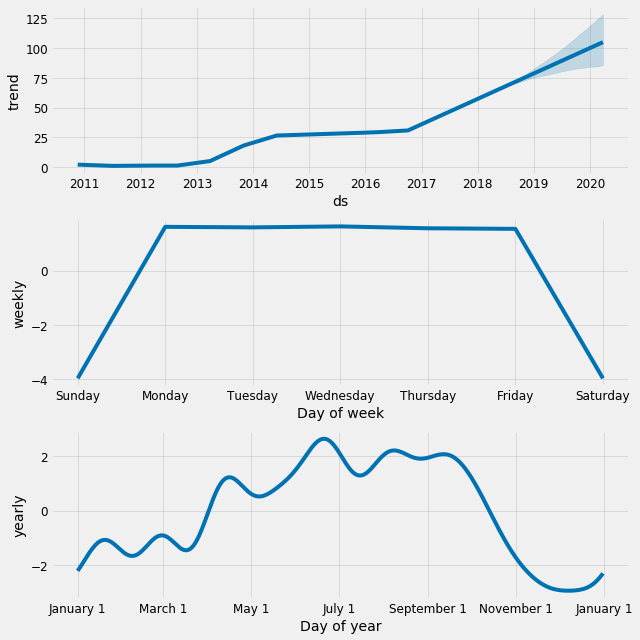 125
100
75
50
25
0
trend
2011 2012 2013 2014 2015 2016 2017 2018 2019 2020
ds
0
−2
−4
weekly
Sunday Monday Tuesday Wednesday Thursday Friday Saturday
Day of week
2
0
−2
yearly
January 1 March 1 May 1 July 1 September 1 November 1 January 1
Day of year